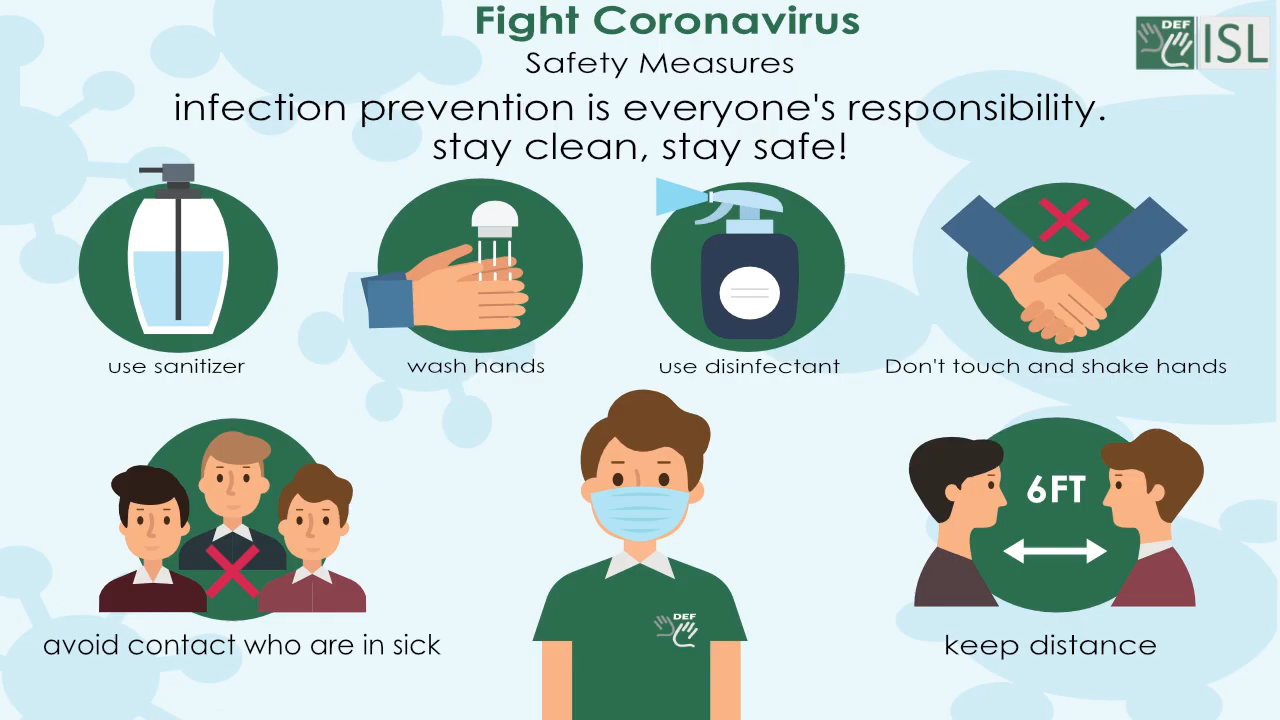 Fight Coronavirus
DEF
ISL
Safety Measures
infection prevention is everyone's responsibility.
stay clean, stay safe!
use sanitizer
wash hands
use disinfectant
Don't touch and shake hands
6FT
DEF
avoid contact who are in sick
keep distance